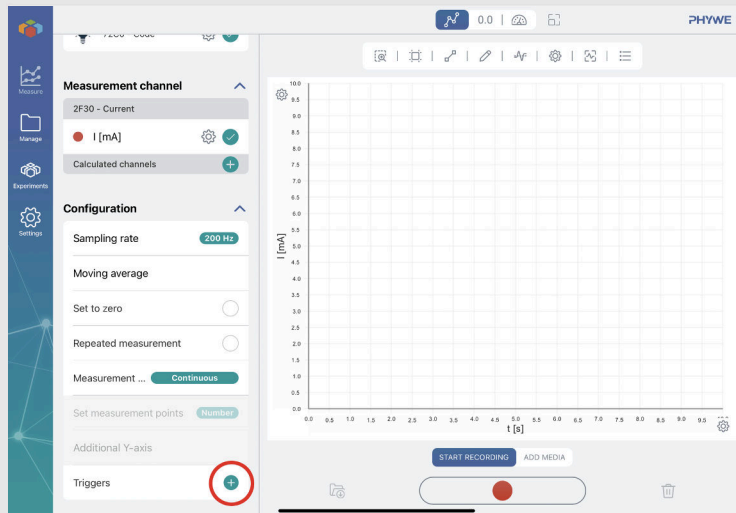 0.0
PHYWE
Measure
Manage
Experiments
Settings
Measurement channel
2F30 - Current
I [mA]
Calculated channels
Configuration
Sampling rate
200 Hz
Moving average
Set to zero
Repeated measurement
Measurement ...
Continuous
Set measurement points
Number
Additional Y-axis
Triggers
10.0
9.5
9.0
8.5
8.0
7.5
7.0
6.5
6.0
5.5
5.0
4.5
4.0
3.5
3.0
2.5
2.0
1.5
1.0
0.5
0.0
I [mA]
0.0 0.5 1.0 1.5 2.0 2.5 3.0 3.5 4.0 4.5 5.0 5.5 6.0 6.5 7.0 7.5 8.0 8.5 9.0 9.5
t [s]
START RECORDING
ADD MEDIA